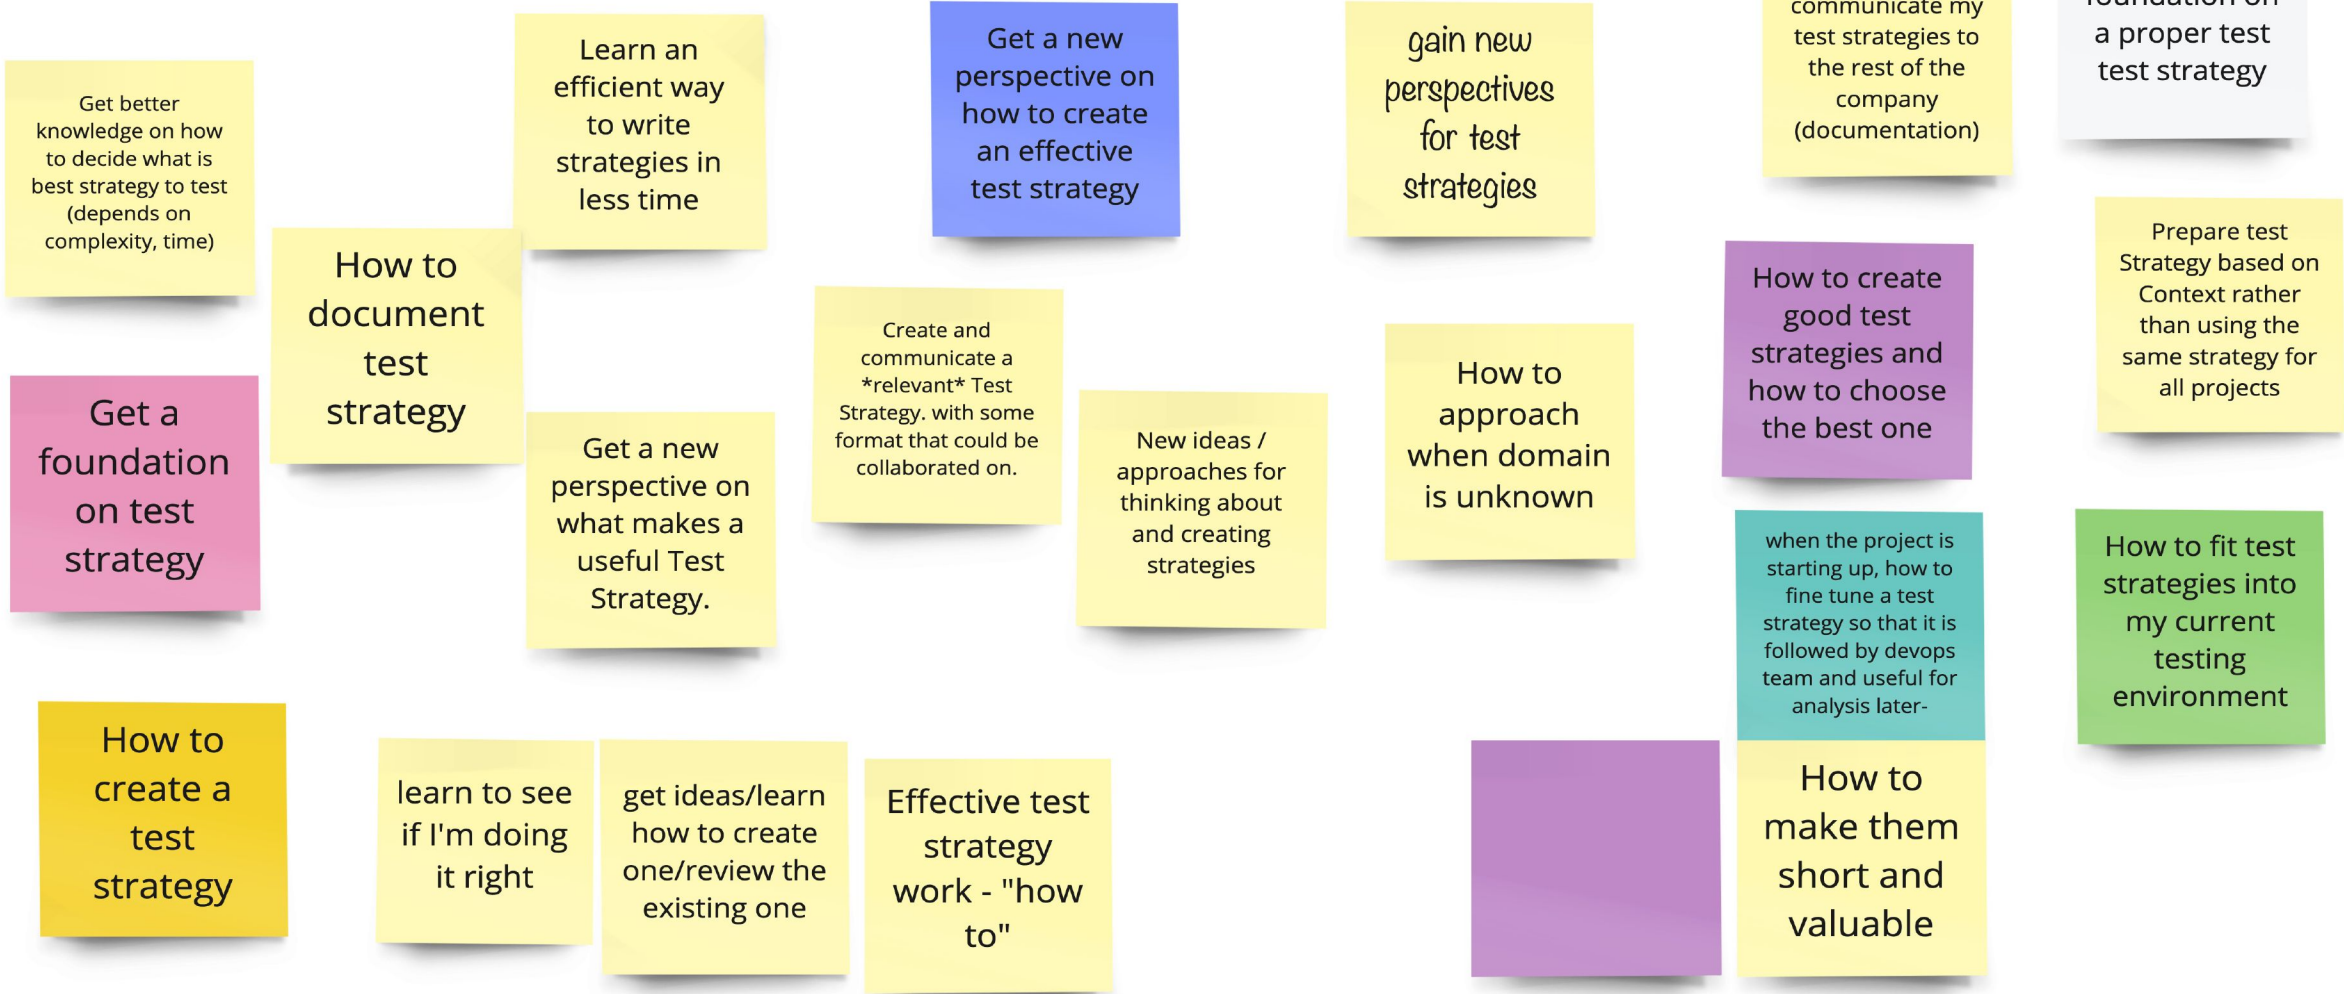 Get better
knowledge on how
to decide what is
best strategy to test
(depends on
complexity, time)
Learn an
efficient way
to write
strategies in
less time
Get a new
perspective on
how to create
an effective
test strategy
gain new
perspectives
for test
strategies
communicate my
test strategies to
the rest of the
company
(documentation)
foundation on
a proper test
test strategy
How to
document
test
strategy
Get a
foundation
on test
strategy
Get a new
perspective on
what makes a
useful Test
Strategy.
Create and
communicate a
*relevant* Test
Strategy. with some
format that could be
collaborated on.
New ideas /
approaches for
thinking about
and creating
strategies
How to
approach
when domain
is unknown
How to create
good test
strategies and
how to choose
the best one
Prepare test
Strategy based on
Context rather
than using the
same strategy for
all projects
when the project is
starting up, how to
fine tune a test
strategy so that it is
followed by devops
team and useful for
analysis later-
How to fit test
strategies into
my current
testing
environment
How to
create a
test
strategy
learn to see
if I'm doing
it right
get ideas/learn
how to create
one/review the
existing one
Effective test
strategy
work - "how
to"
How to
make them
short and
valuable